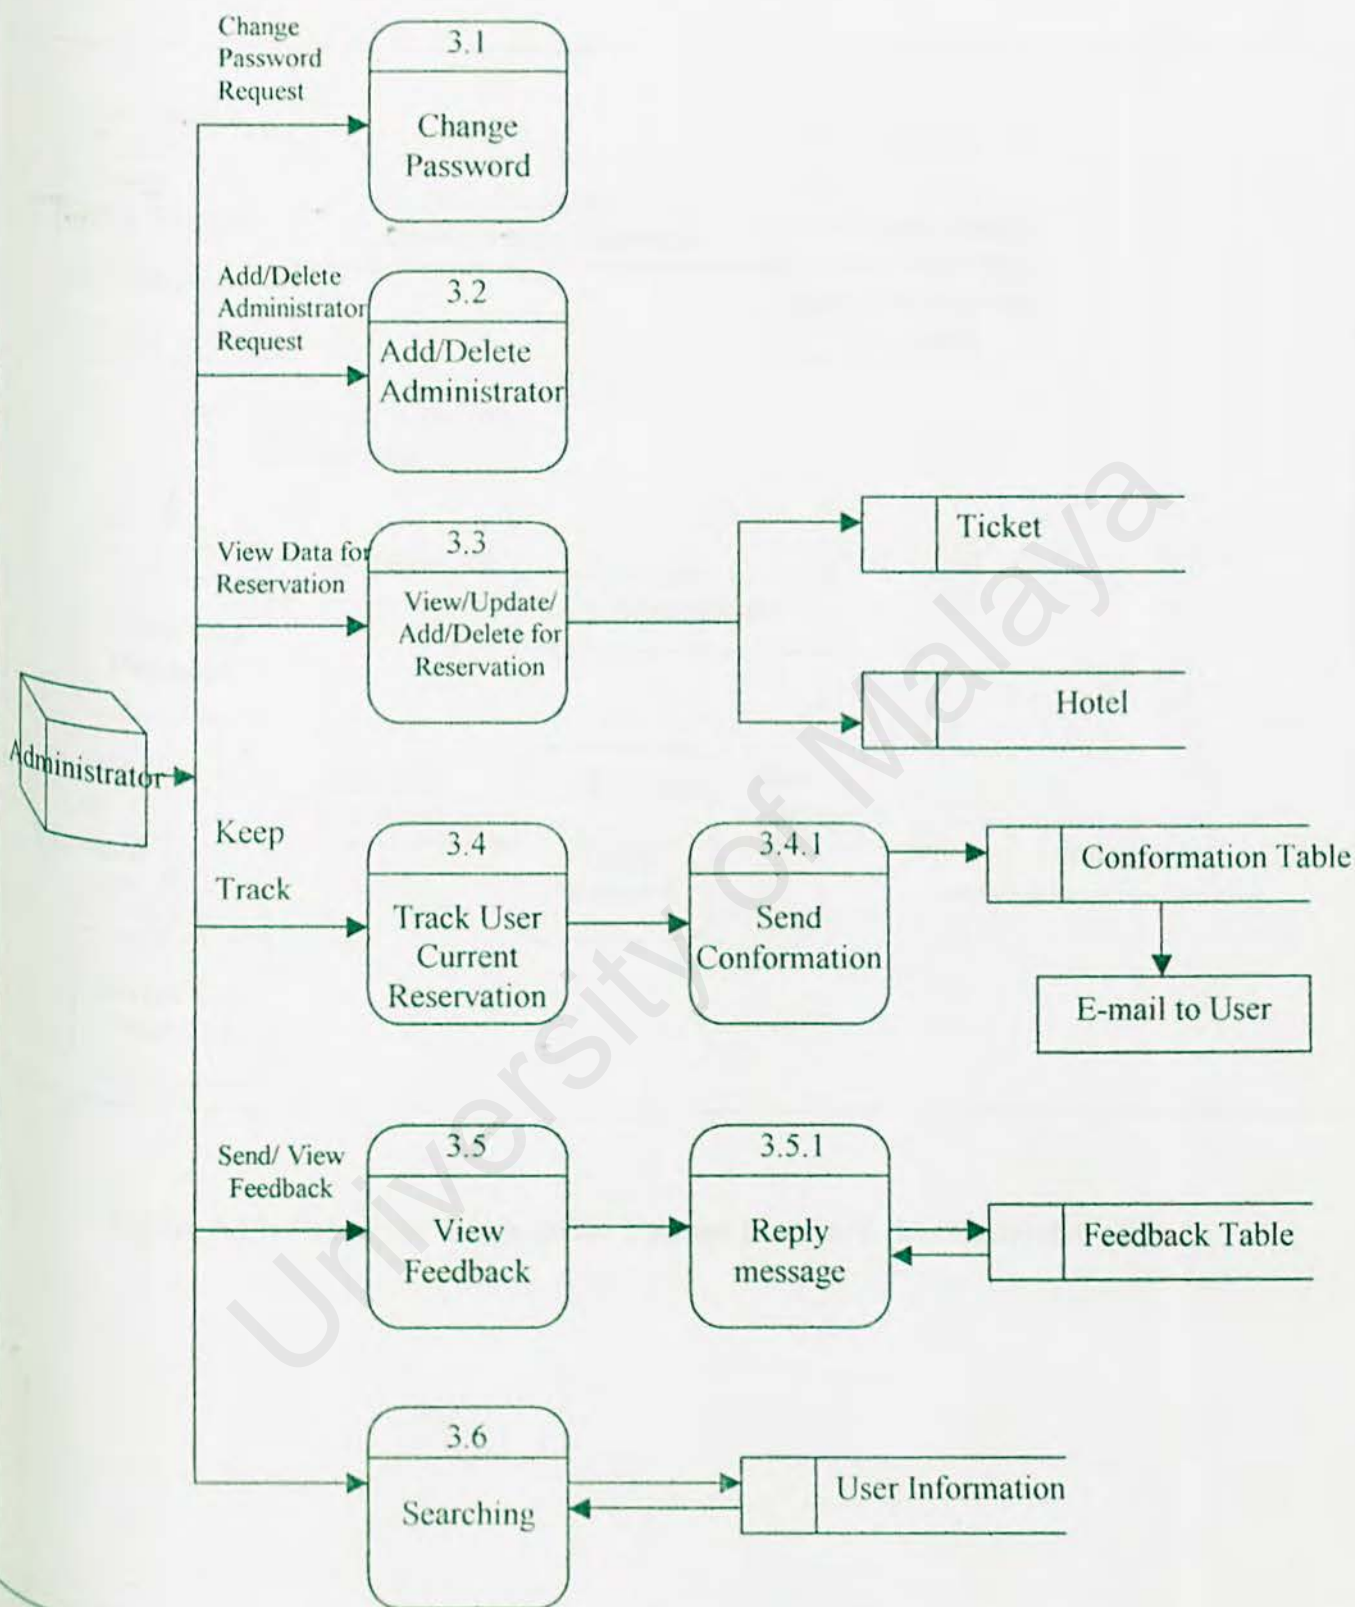 Change
Password
Request
3.1
Change
Password
Add/Delete
Administrator
Request
3.2
Add/Delete
Administrator
View Data for
Reservation
3.3
View/Update/
Add/Delete for
Reservation
Ticket
Hotel
Administrator
Keep
Track
3.4
Track User
Current
Reservation
3.4.1
Send
Conformation
Conformation Table
E-mail to User
Send/ View
Feedback
3.5
View
Feedback
3.5.1
Reply
message
Feedback Table
3.6
Searching
User Information
University of Malaya